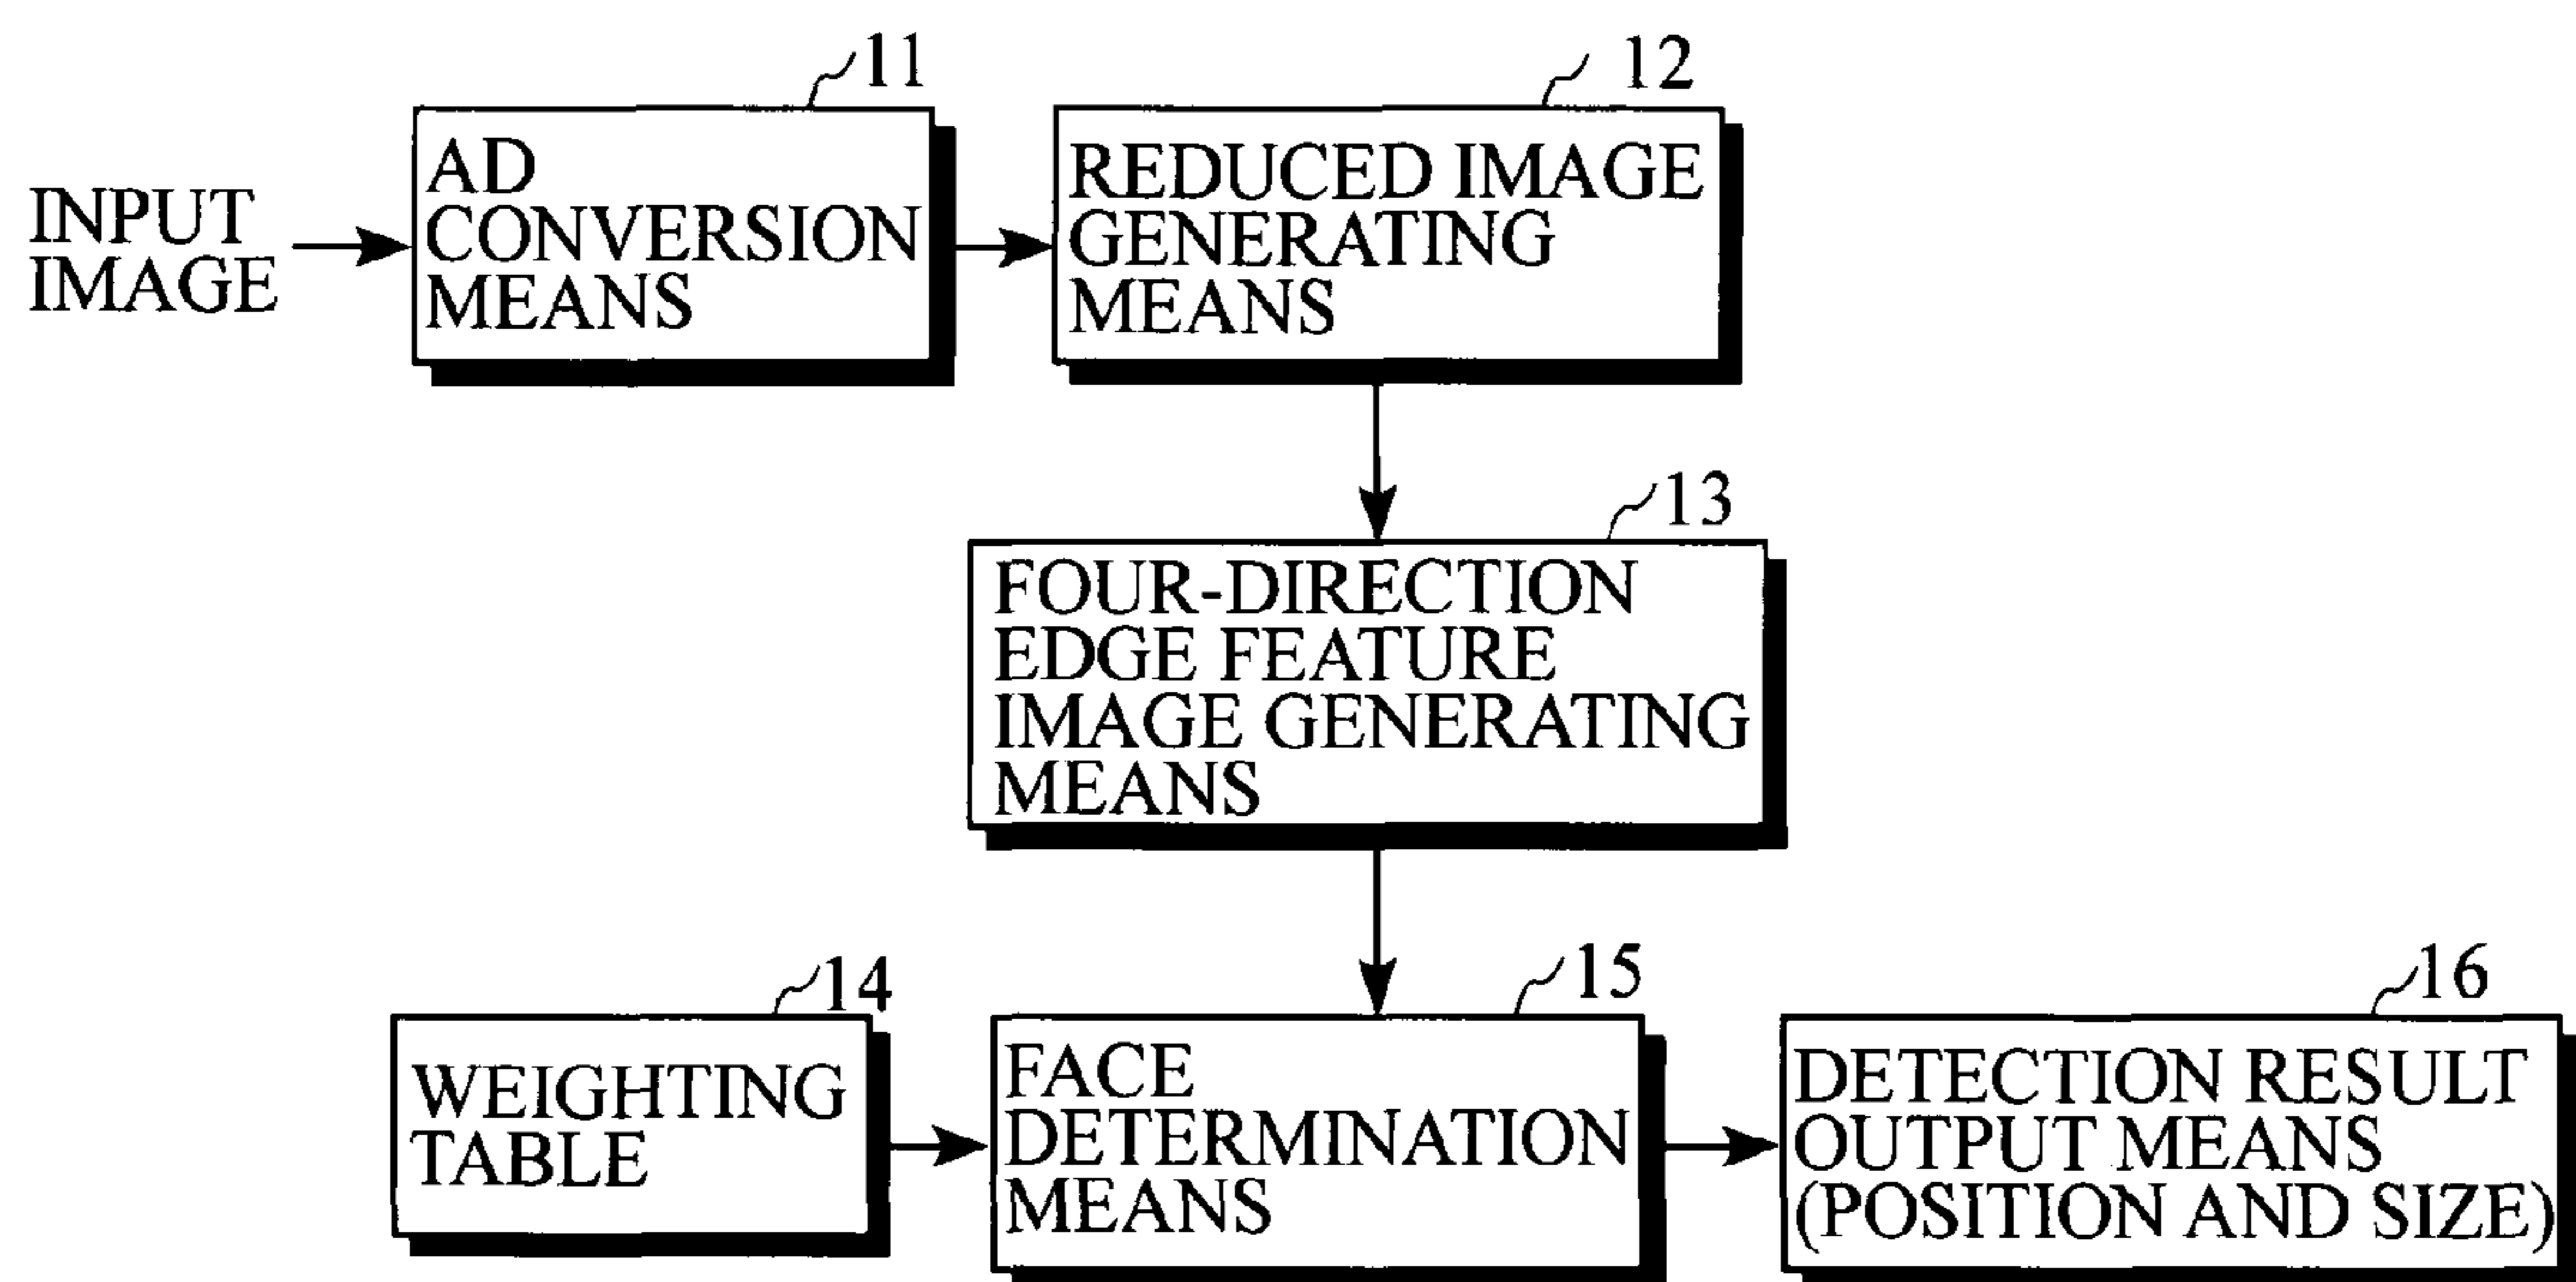 11
12
INPUT
IMAGE
AD
CONVERSION
MEANS
REDUCED IMAGE
GENERATING
MEANS
13
FOUR-DIRECTION
EDGE FEATURE
IMAGE GENERATING
MEANS
14
15
16
WEIGHTING
TABLE
FACE
DETERMINATION
MEANS
DETECTION RESULT
OUTPUT MEANS
(POSITION AND SIZE)